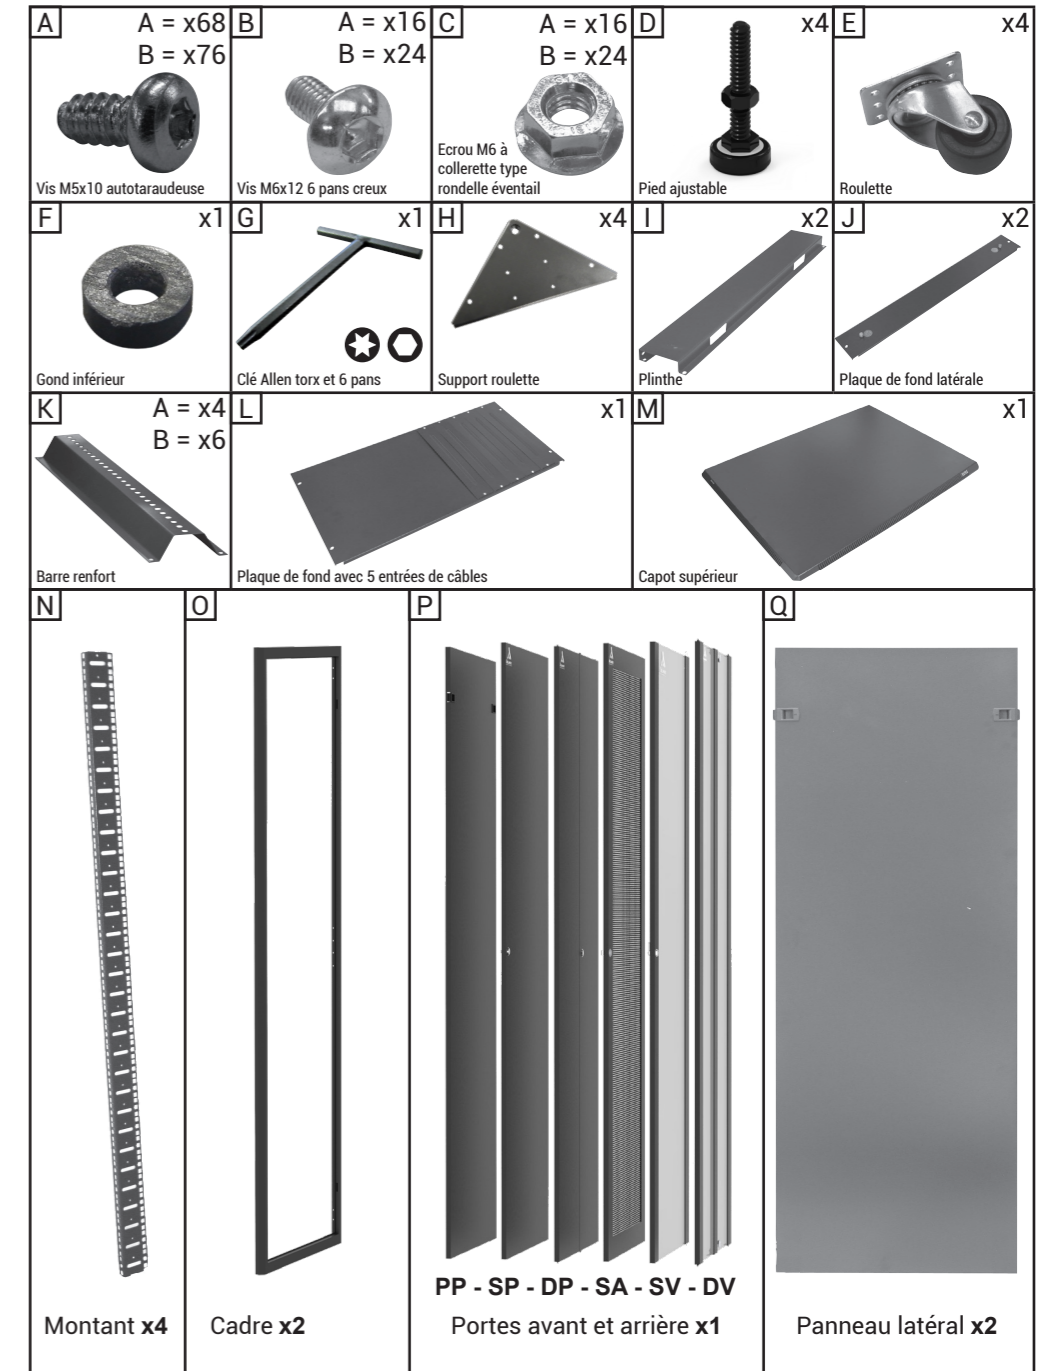 A
A = x68
B = x76
Vis M5x10 autotaraudeuse
B
A = x16
B = x24
Vis M6x12 6 pans creux
C
A = x16
B = x24
Ecrou M6 à
collerette type
rondelle éventail
D
x4
Pied ajustable
E
x4
Roulette
F
x1
Gond inférieur
G
x1
Clé Allen torx et 6 pans
H
x4
Support roulette
I
x2
Plinthe
J
x2
Plaque de fond latérale
K
A = x4
B = x6
Barre renfort
L
x1
Plaque de fond avec 5 entrées de câbles
M
x1
Capot supérieur
N
Montant x4
O
Cadre x2
P
PP - SP - DP - SA - SV - DV
Portes avant et arrière x1
Q
Panneau latéral x2